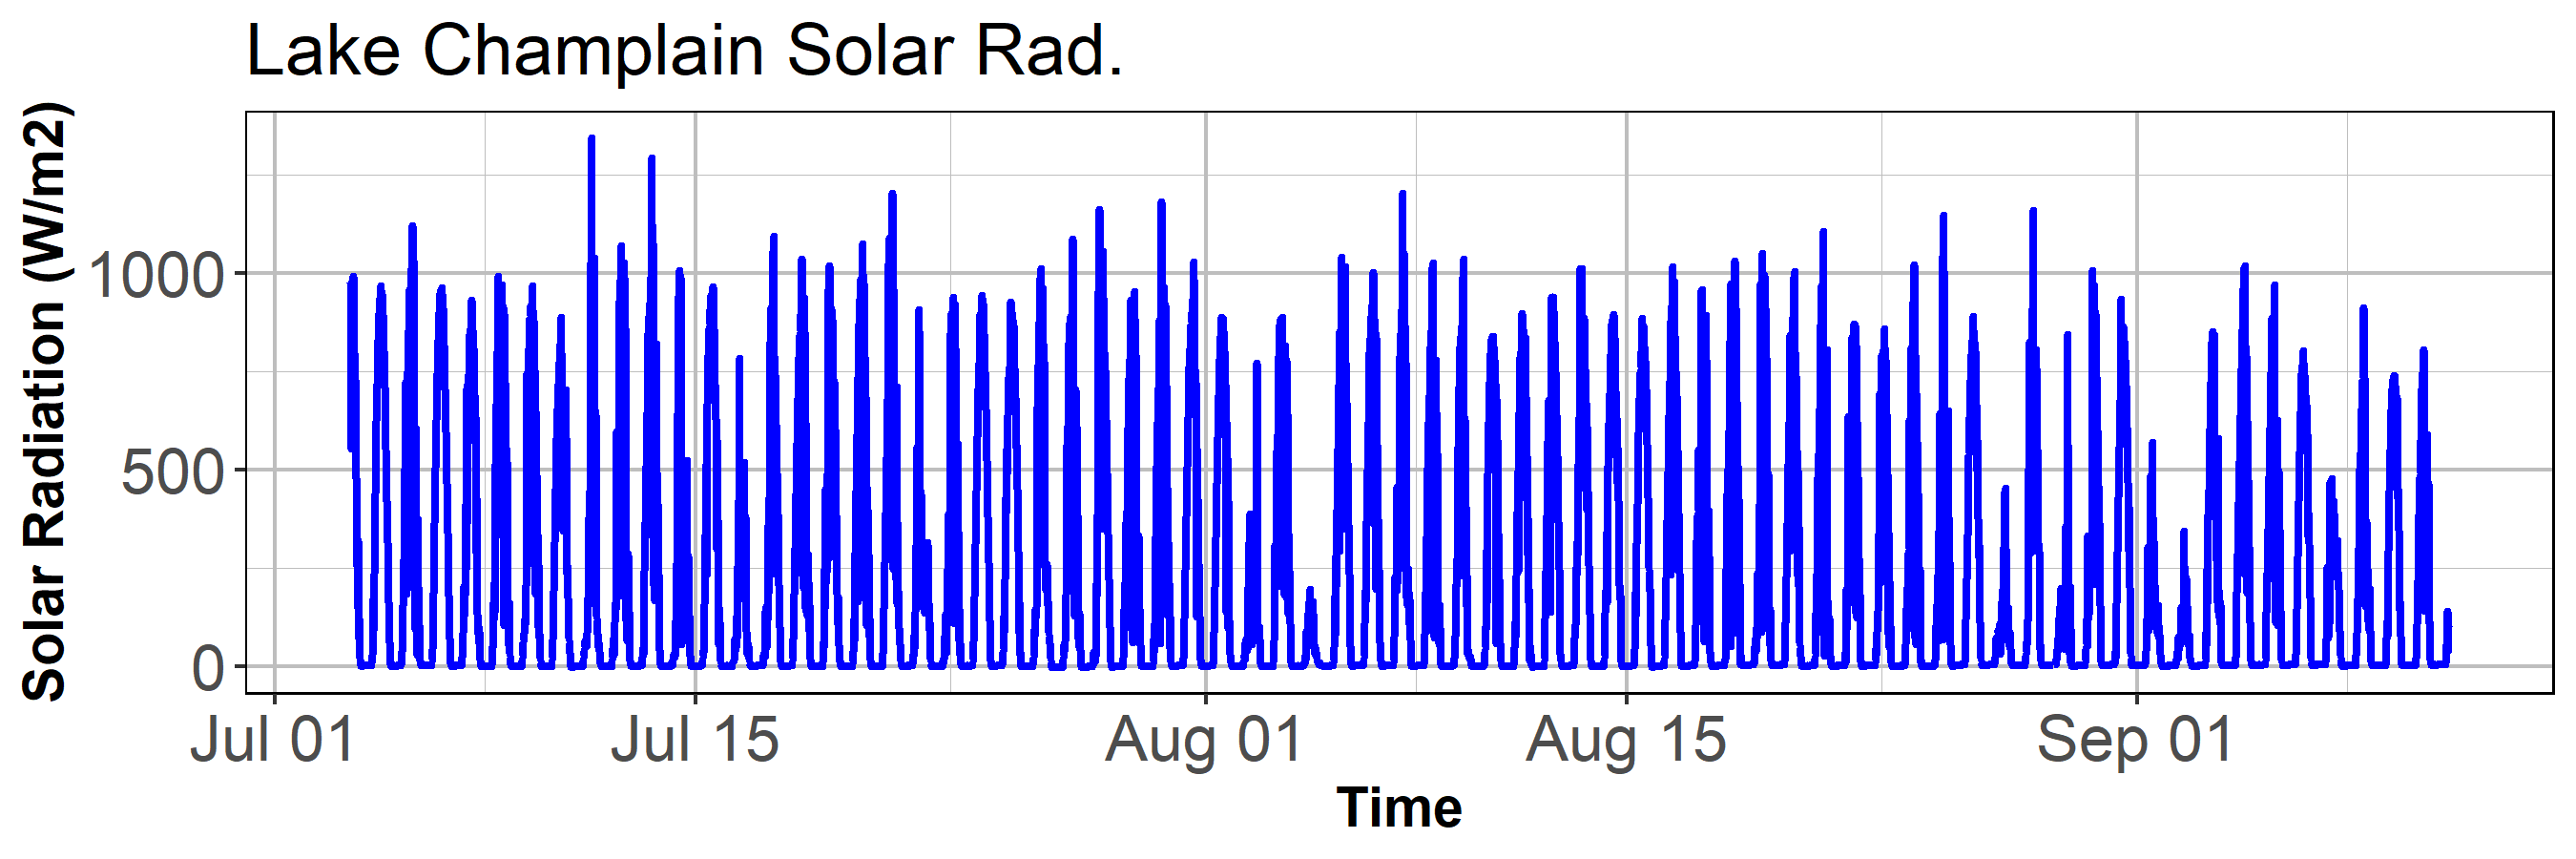 Lake Champlain Solar Rad.
Solar Radiation (W/m2)
1000
500
0
Jul 01
Jul 15
Aug 01
Aug 15
Sep 01
Time